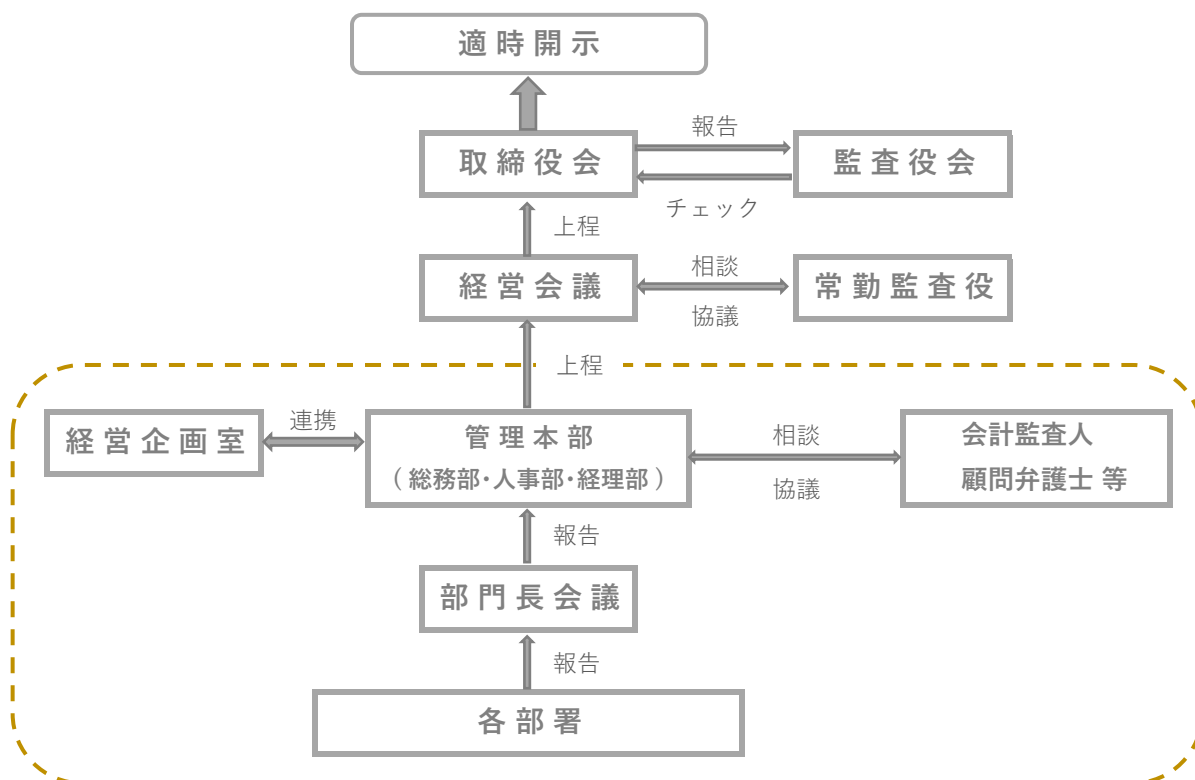 適時開示
報告
取締役会
監査役会
チェック
上程
相談
経営会議
常勤監査役
協議
上程
連携
経営企画室
管理本部
(総務部・人事部・経理部)
相談
協議
会計監査人
顧問弁護士 等
報告
部門長会議
報告
各部署